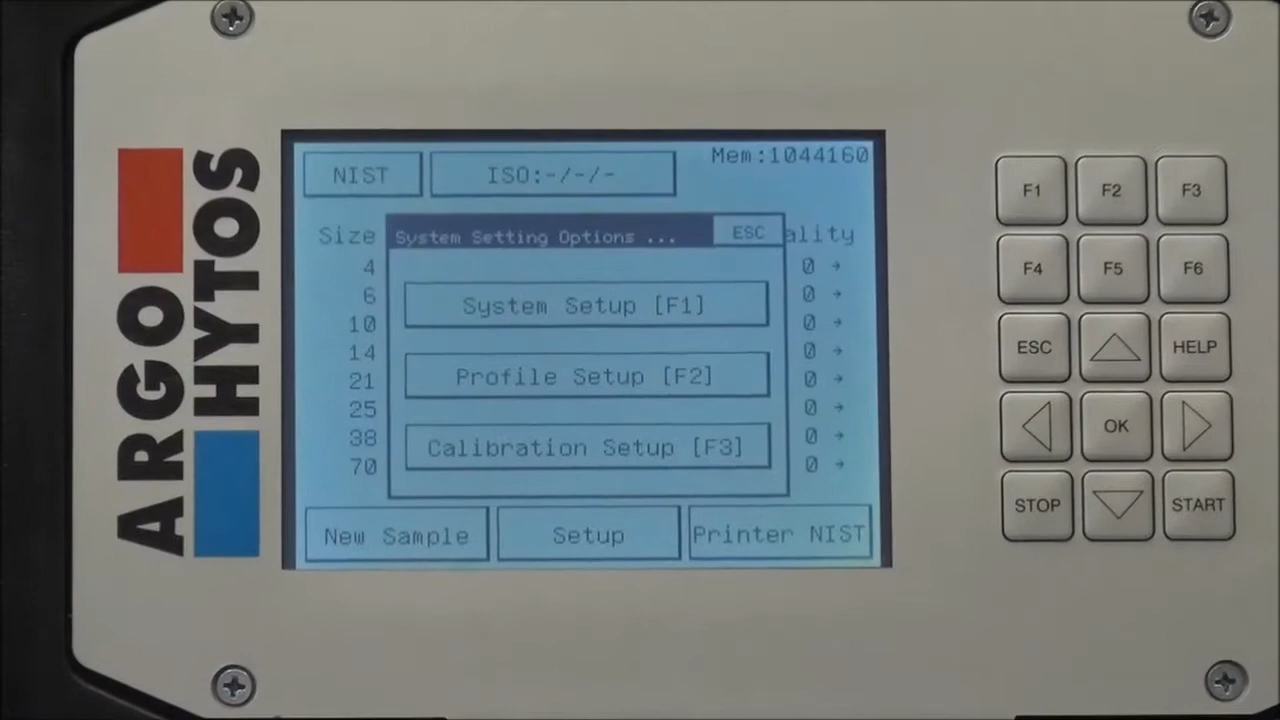 ARGO
HYTOS
Mem:1044160
NIST
ISO:-/-/-
Size
System Setting Options ...
ESC
ality
4
0 →
6
0 →
10
0 →
14
0 →
21
0 →
25
0 →
38
0 →
70
0 →
System Setup [F1]
Profile Setup [F2]
Calibration Setup [F3]
New Sample
Setup
Printer NIST
F1
F2
F3
F4
F5
F6
ESC
HELP
OK
STOP
START